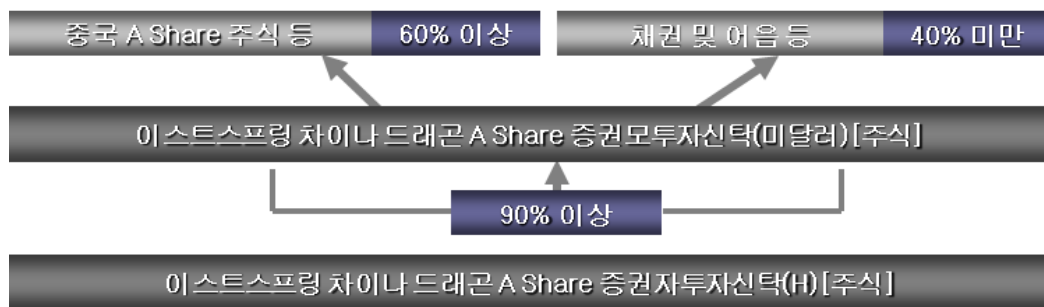 중국 A Share 주식 등 60% 이상 채권 및 어음 등 40% 미만
이스트스프링 차이나 드래곤 A Share 증권모투자신탁(미달러)[주식]
90% 이상
이스트스프링 차이나 드래곤 A Share 증권자투자신탁(H)[주식]